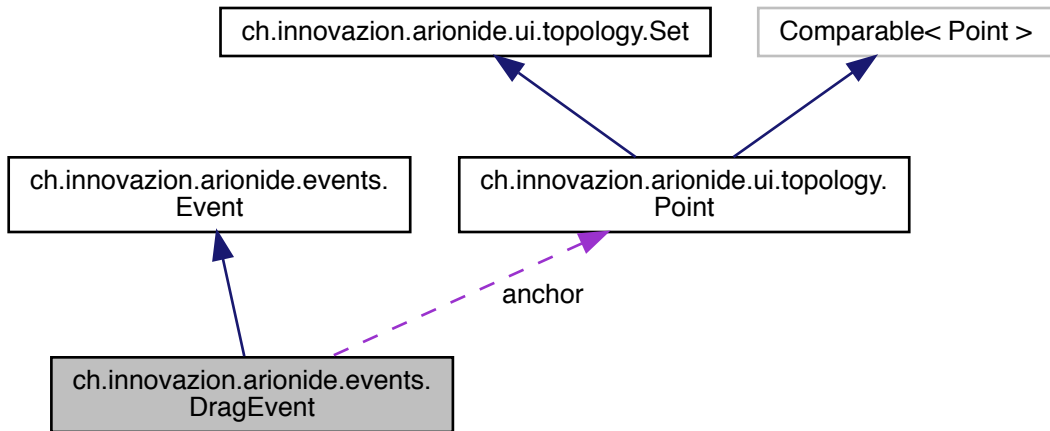 ch.innovazion.arionide.ui.topology.Set
Comparable< Point >
ch.innovazion.arionide.events.
Event
ch.innovazion.arionide.ui.topology.
Point
anchor
ch.innovazion.arionide.events.
DragEvent